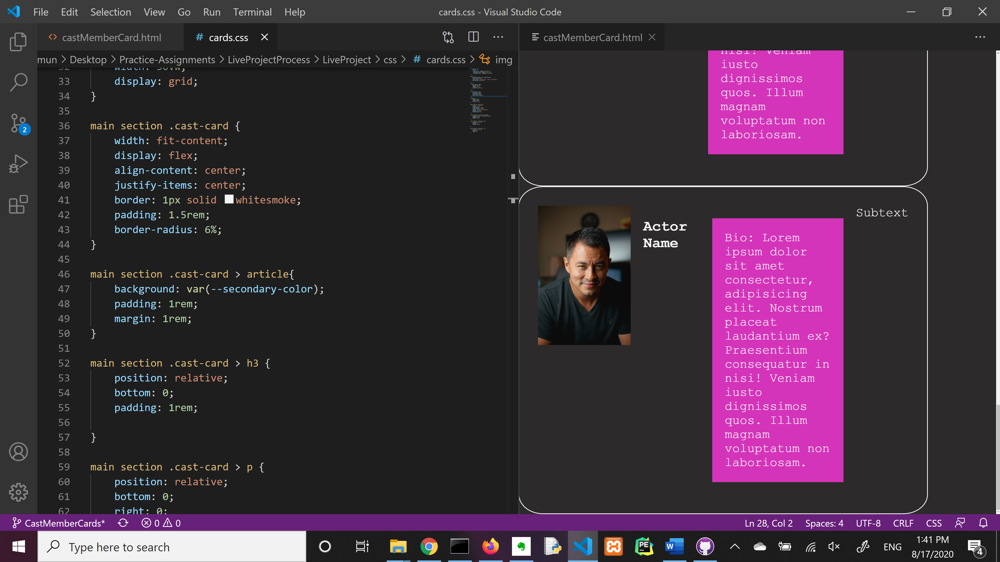 File Edit Selection View Go Run Terminal Help
cards.css - Visual Studio Code
castMemberCard.html
# cards.css
castMemberCard.html
mun > Desktop > Practice-Assignments > LiveProjectProcess > LiveProject > css > # cards.css > img
32 width: 90vw;
33 display: grid;
34 }
35
36 main section .cast-card {
37 width: fit-content;
38 display: flex;
39 align-content: center;
40 justify-items: center;
41 border: 1px solid whitesmoke;
42 padding: 1.5rem;
43 border-radius: 6%;
44 }
45
46 main section .cast-card > article{
47 background: var(--secondary-color);
48 padding: 1rem;
49 margin: 1rem;
50 }
51
52 main section .cast-card > h3 {
53 position: relative;
54 bottom: 0;
55 padding: 1rem;
56
57 }
58
59 main section .cast-card > p {
60 position: relative;
61 bottom: 0;
62 right: 0;
nisi! Veniam
iusto
dignissimos
quos. Illum
magnam
voluptatum non
laboriosam.
Actor
Name
Bio: Lorem
ipsum dolor
sit amet
consectetur,
adipisicing
elit. Nostrum
placeat
laudantium ex?
Praesentium
consequatur in
nisi! Veniam
iusto
dignissimos
quos. Illum
magnam
voluptatum non
laboriosam.
Subtext
2
CastMemberCards* 0 0
Ln 28, Col 2 Spaces: 4 UTF-8 CRLF CSS
Type here to search
PE
W
ENG
1:41 PM
8/17/2020
4